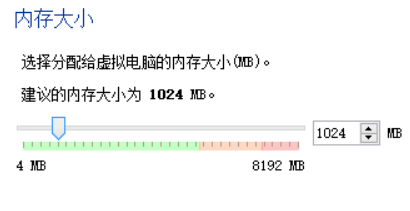 内存大小
选择分配给虚拟电脑的内存大小(MB)。
建议的内存大小为 1024 MB。
1024 MB
4 MB 8192 MB